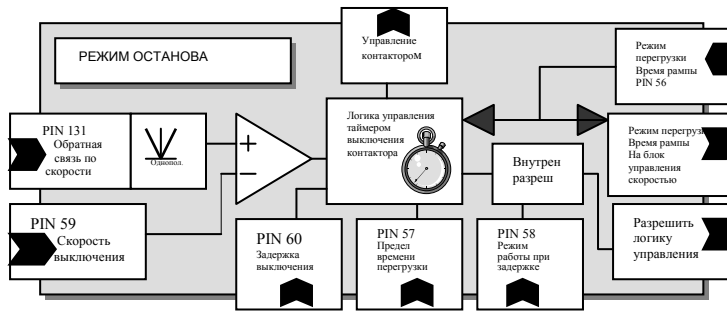 Управление
контактором
РЕЖИМ ОСТАНОВА
Режим
перегрузки
Время рампы
PIN 56
PIN 131
Обратная
связь по
скорости
Однопол.
+
−
Логика управления
таймером
выключения
контактора
Режим перегруз
Время рампы
На блок
управления
скоростью
Внутрен
разреш
PIN 59
Скорость
выключения
PIN 60
Задержка
выключения
PIN 57
Предел
времени
перегрузки
PIN 58
Режим
работы при
задержке
Разрешить
логику
управления